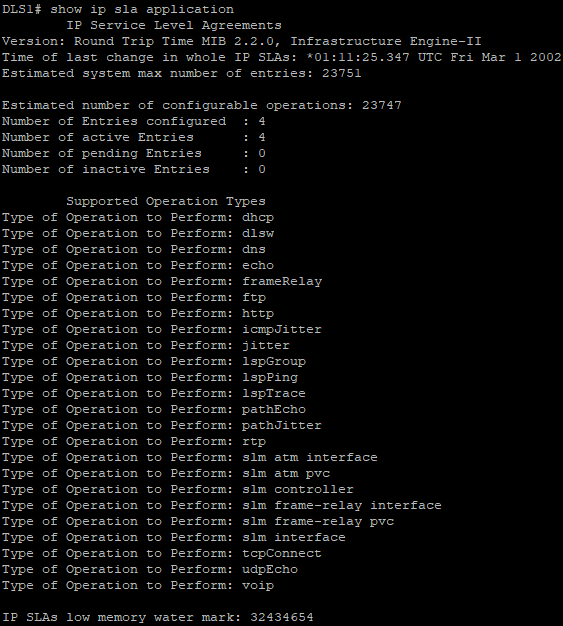 DLS1# show ip sla application
        IP Service Level Agreements
Version: Round Trip Time MIB 2.2.0, Infrastructure Engine-II
Time of last change in whole IP SLAs: *01:11:25.347 UTC Fri Mar 1 2002
Estimated system max number of entries: 23751

Estimated number of configurable operations: 23747
Number of Entries configured  : 4
Number of active Entries      : 4
Number of pending Entries     : 0
Number of inactive Entries    : 0

        Supported Operation Types
Type of Operation to Perform: dhcp
Type of Operation to Perform: dlsw
Type of Operation to Perform: dns
Type of Operation to Perform: echo
Type of Operation to Perform: frameRelay
Type of Operation to Perform: ftp
Type of Operation to Perform: http
Type of Operation to Perform: icmpJitter
Type of Operation to Perform: jitter
Type of Operation to Perform: lspGroup
Type of Operation to Perform: lspPing
Type of Operation to Perform: lspTrace
Type of Operation to Perform: pathEcho
Type of Operation to Perform: pathJitter
Type of Operation to Perform: rtp
Type of Operation to Perform: slm atm interface
Type of Operation to Perform: slm atm pvc
Type of Operation to Perform: slm controller
Type of Operation to Perform: slm frame-relay interface
Type of Operation to Perform: slm frame-relay pvc
Type of Operation to Perform: slm interface
Type of Operation to Perform: tcpConnect
Type of Operation to Perform: udpEcho
Type of Operation to Perform: voip

IP SLAs low memory water mark: 32434654